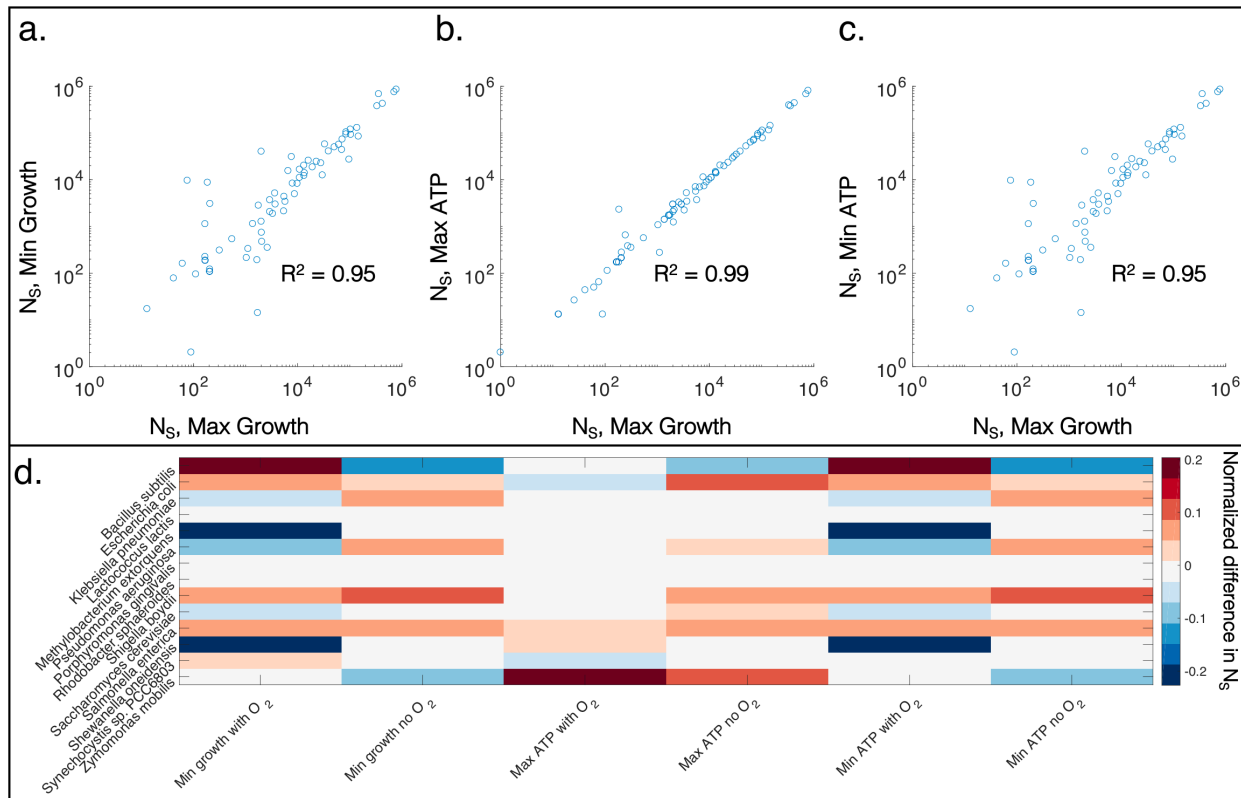 a.
b.
c.
N_S, Min Growth
10^6
10^4
10^2
10^0
R^2 = 0.95
10^0 10^2 10^4 10^6
N_S, Max Growth
N_S, Max ATP
10^6
10^4
10^2
10^0
R^2 = 0.99
10^0 10^2 10^4 10^6
N_S, Max Growth
N_S, Min ATP
10^6
10^4
10^2
10^0
R^2 = 0.95
10^0 10^2 10^4 10^6
N_S, Max Growth
d.
Bacillus subtilis
Escherichia coli
Klebsiella pneumoniae
Lactococcus lactis
Methylobacterium extorquens
Pseudomonas aeruginosa
Porphyromonas gingivalis
Rhodobacter sphaeroides
Shigella boydii
Saccharomyces cerevisiae
Salmonella enterica
Shewanella oneidensis
Synechocystis sp. PCC6803
Zymomonas mobilis
Min growth with O_2
Min growth no O_2
Max ATP with O_2
Max ATP no O_2
Min ATP with O_2
Min ATP no O_2
0.2
0.1
0
-0.1
-0.2
Normalized difference in N_S